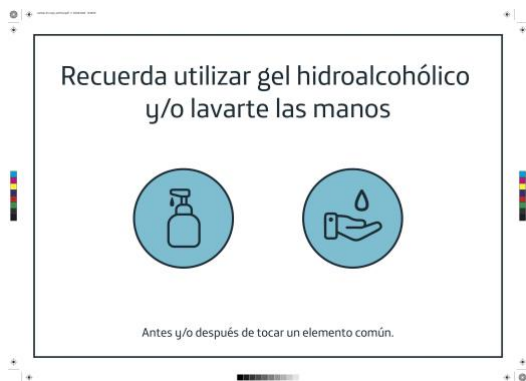 Recuerda utilizar gel hidroalcohólico
y/o lavarte las manos
Antes y/o después de tocar un elemento común.